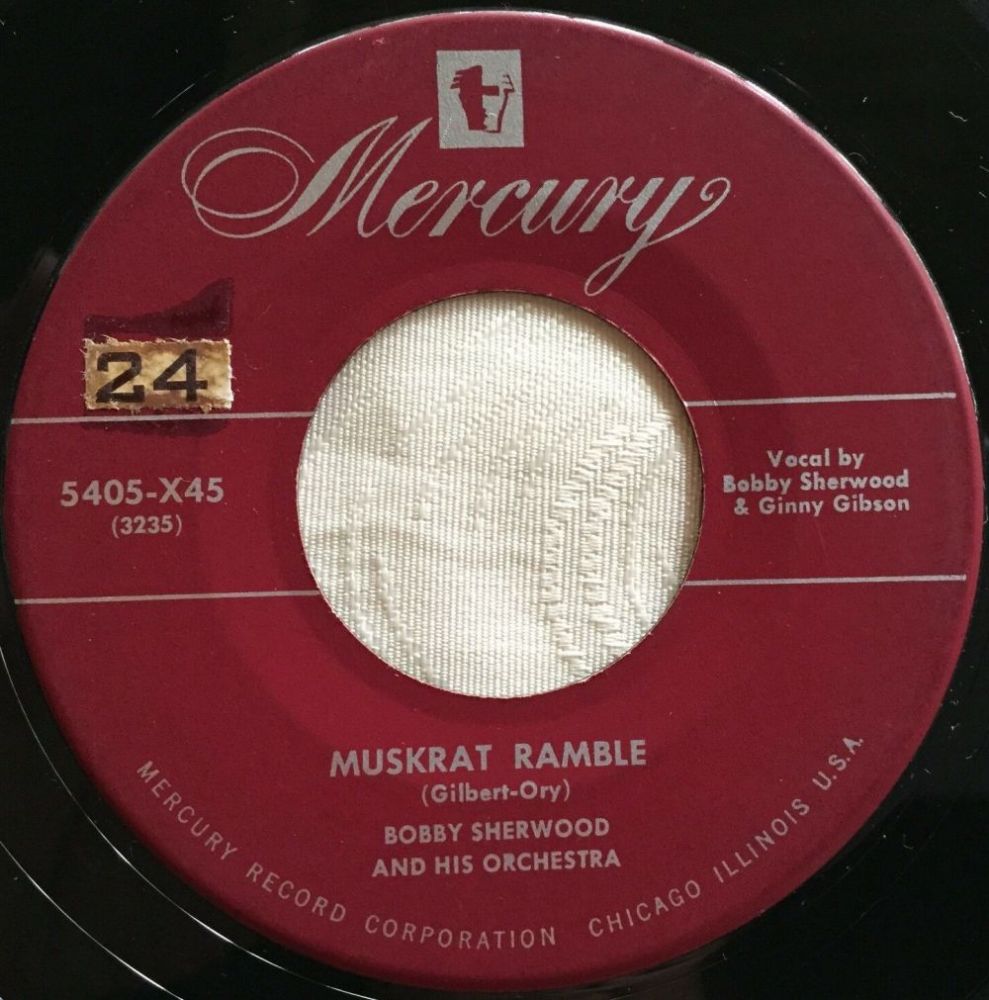 Mercury
24
5405-X45
(3235)
Vocal by
Bobby Sherwood
& Ginny Gibson
MUSKRAT RAMBLE
(Gilbert-Ory)
BOBBY SHERWOOD
AND HIS ORCHESTRA
MERCURY RECORD CORPORATION CHICAGO ILLINOIS U.S.A.